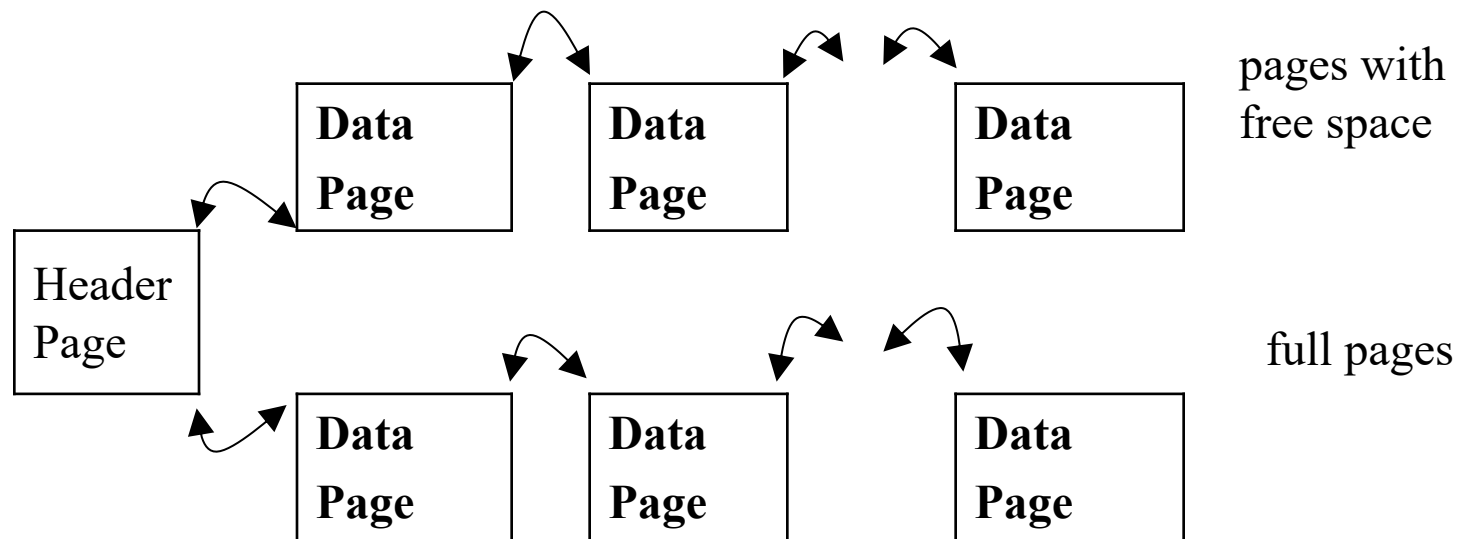 Data
Page
Data
Page
Data
Page
pages with
free space
Header
Page
full pages
Data
Page
Data
Page
Data
Page